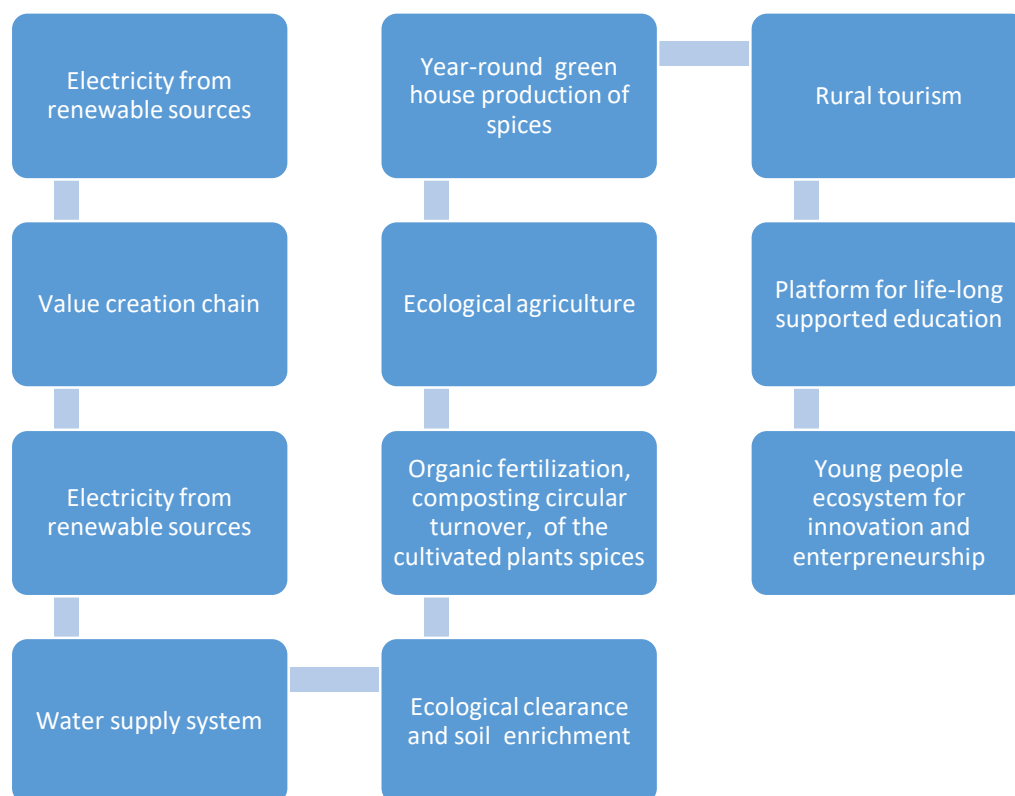 Electricity from
renewable sources
Value creation chain
Electricity from
renewable sources
Water supply system
Ecological clearance
and soil enrichment
Organic fertilization,
composting circular
turnover, of the
cultivated plants spices
Ecological agriculture
Year-round green
house production of
spices
Rural tourism
Platform for life-long
supported education
Young people
ecosystem for
innovation and
enterpreneurship